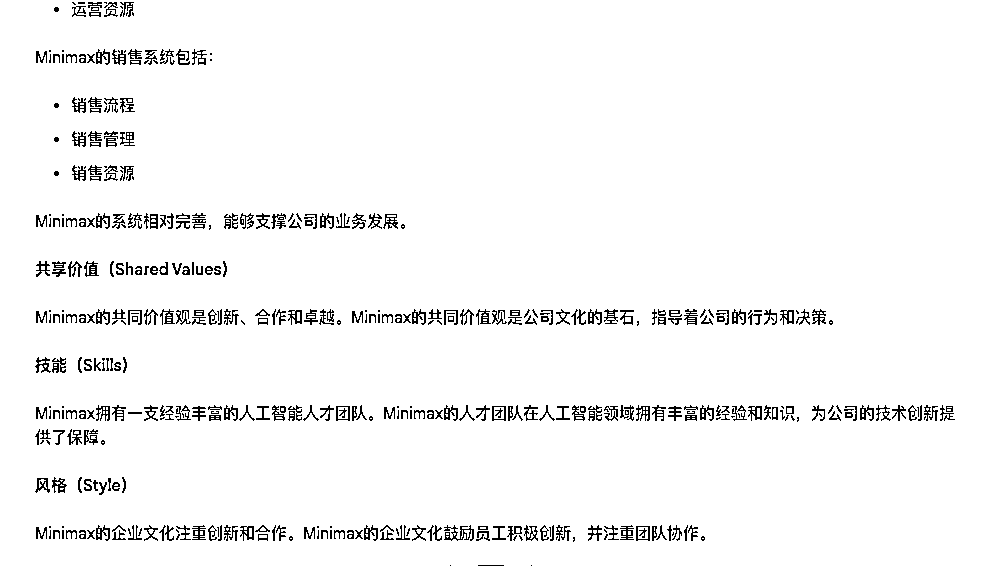 • 运营资源
Minimax的销售系统包括：
• 销售流程
• 销售管理
• 销售资源
Minimax的系统相对完善，能够支撑公司的业务发展。
共享价值（Shared Values）
Minimax的共同价值观是创新、合作和卓越。Minimax的共同价值观是公司文化的基石，指导着公司的行为和决策。
技能（Skills）
Minimax拥有一支经验丰富的人工智能人才团队。Minimax的人才团队在人工智能领域拥有丰富的经验和知识，为公司的技术创新提
供了保障。
风格（Style）
Minimax的企业文化注重创新和合作。Minimax的企业文化鼓励员工积极创新，并注重团队协作。